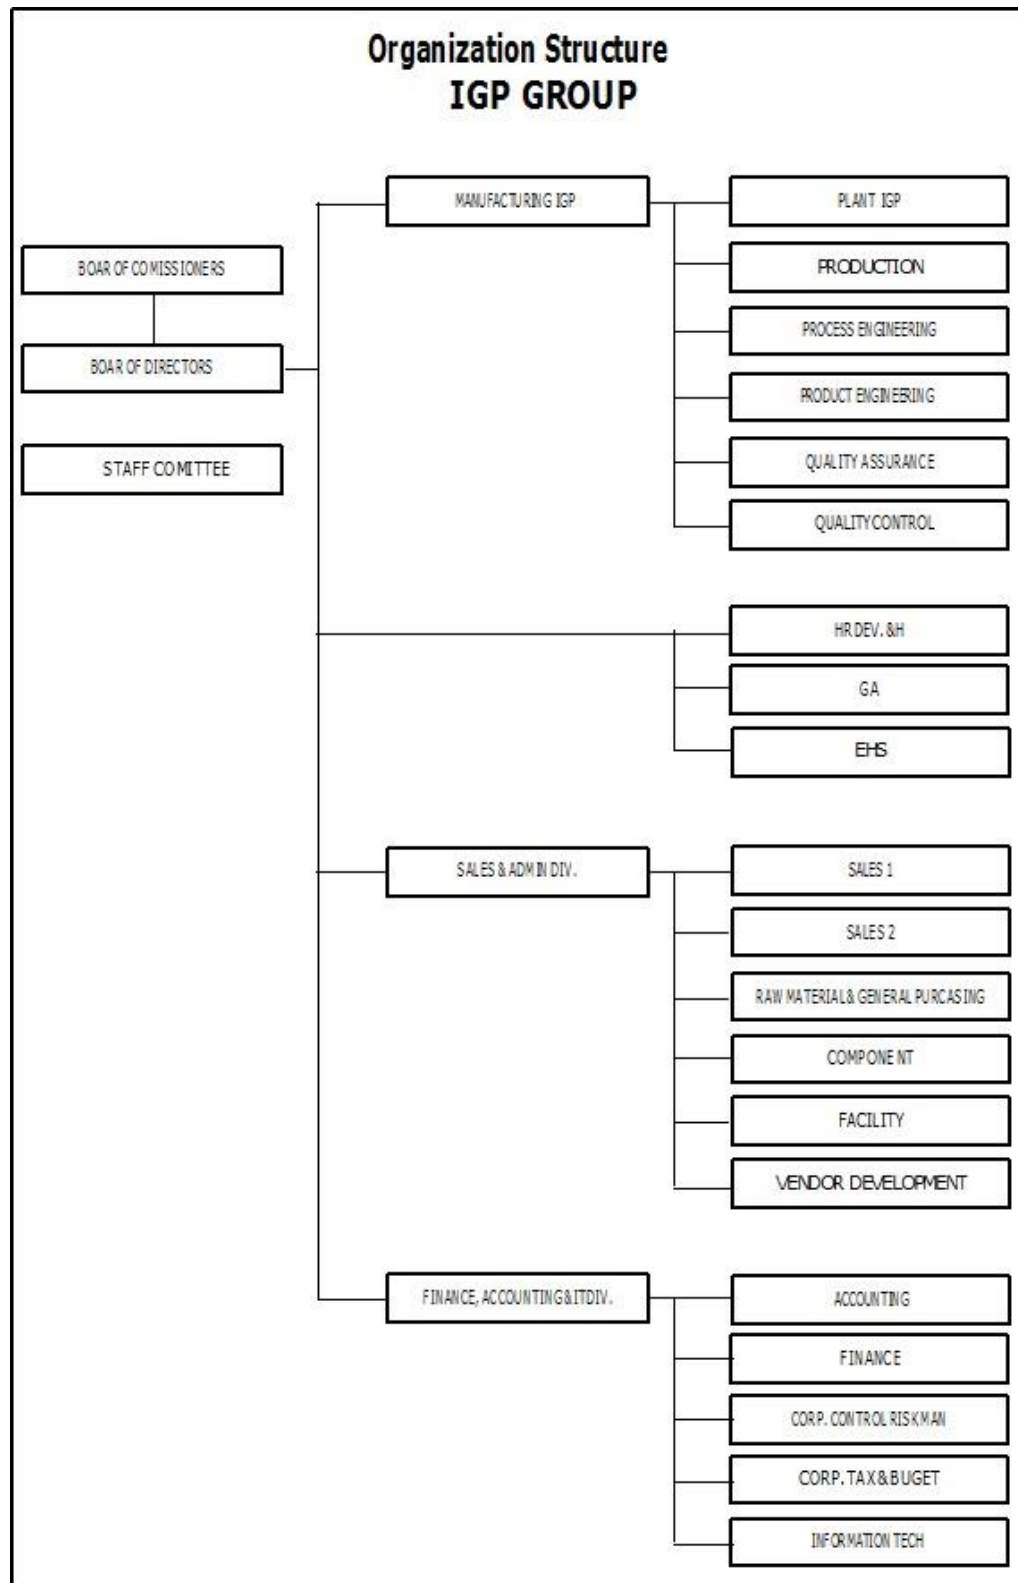 Organization Structure
IGP GROUP
BOAR OF COMISSIONERS
BOAR OF DIRECTORS
STAFF COMITTEE
MANUFACTURING IGP
PLANT IGP
PRODUCTION
PROCESS ENGINEERING
PRODUCT ENGINEERING
QUALITY ASSURANCE
QUALITY CONTROL
HR DEV. & H
GA
EHS
SALES & ADMIN DIV.
SALES 1
SALES 2
RAW MATERIAL & GENERAL PURCASING
COMPONENT
FACILITY
VENDOR DEVELOPMENT
FINANCE, ACCOUNTING & IT DIV.
ACCOUNTING
FINANCE
CORP. CONTROL RISK MAN
CORP. TAX & BUGET
INFORMATION TECH